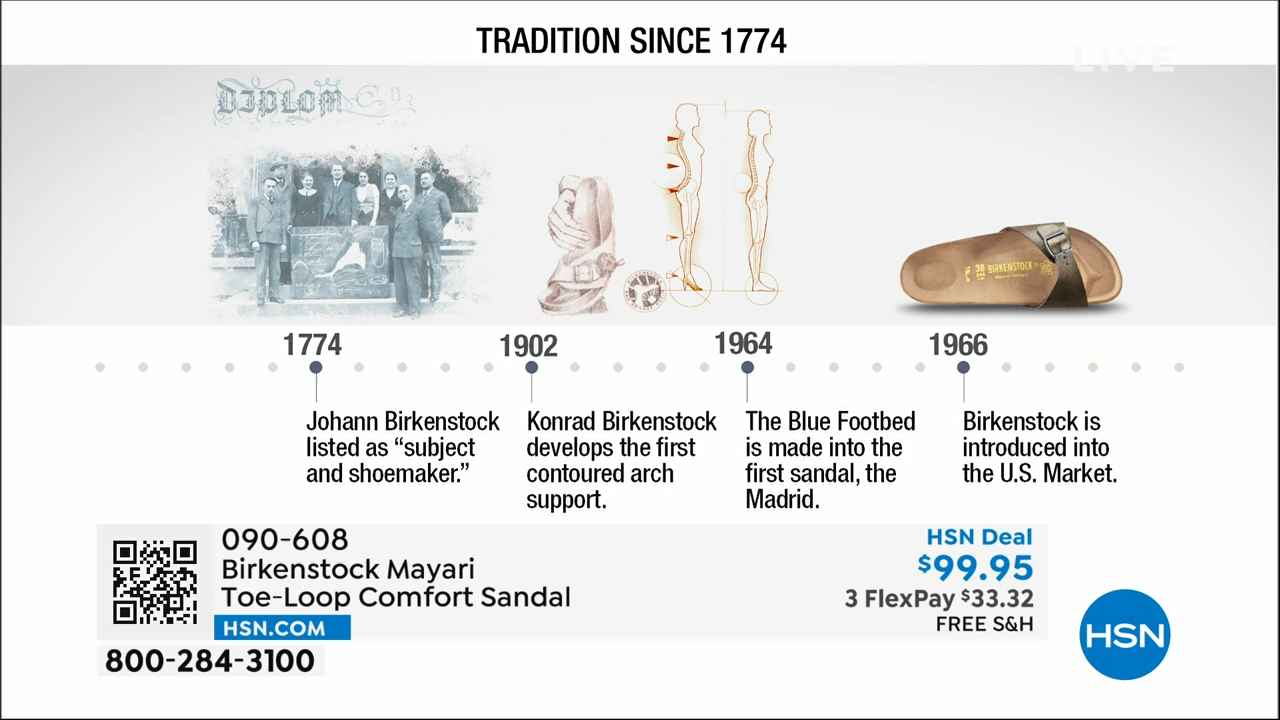 TRADITION SINCE 1774
LIVE
Diplom
38
BIRKENSTOCK
1774
1902
1964
1966
Johann Birkenstock
listed as “subject
and shoemaker.”
Konrad Birkenstock
develops the first
contoured arch
support.
The Blue Footbed
is made into the
first sandal, the
Madrid.
Birkenstock is
introduced into
the U.S. Market.
090-608
Birkenstock Mayari
Toe-Loop Comfort Sandal
HSN.COM
800-284-3100
HSN Deal
$99.95
3 FlexPay $33.32
FREE S&H
HSN